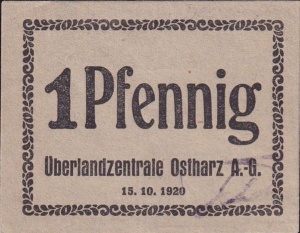 1 Pfennig
Überlandzentrale Ostharz A.-G.
15. 10. 1920